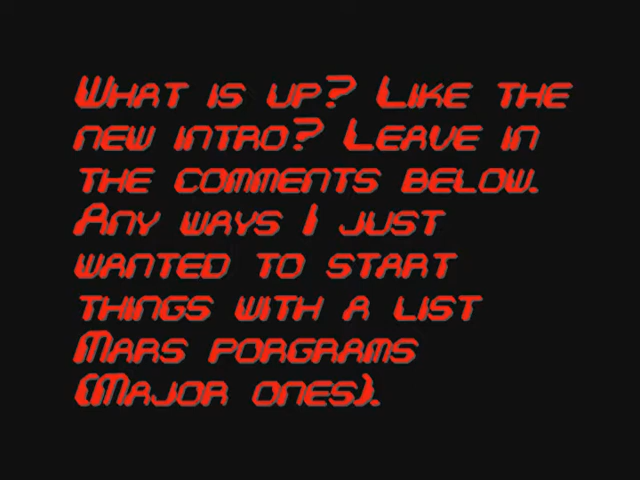 What is up? Like the
new intro? Leave in
the comments below.
Any ways I just
wanted to start
things with a list
Mars porgrams
(Major ones).